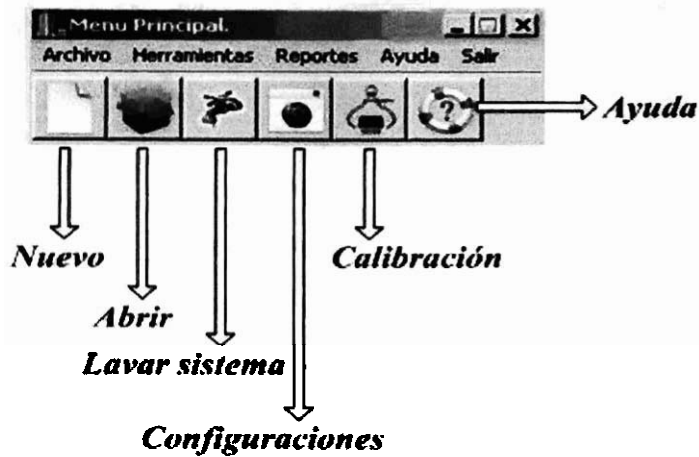 Menu Principal.
Archivo Herramientas Reportes Ayuda Salir
?
Ayuda
Nuevo
Calibración
Abrir
Lavar sistema
Configuraciones